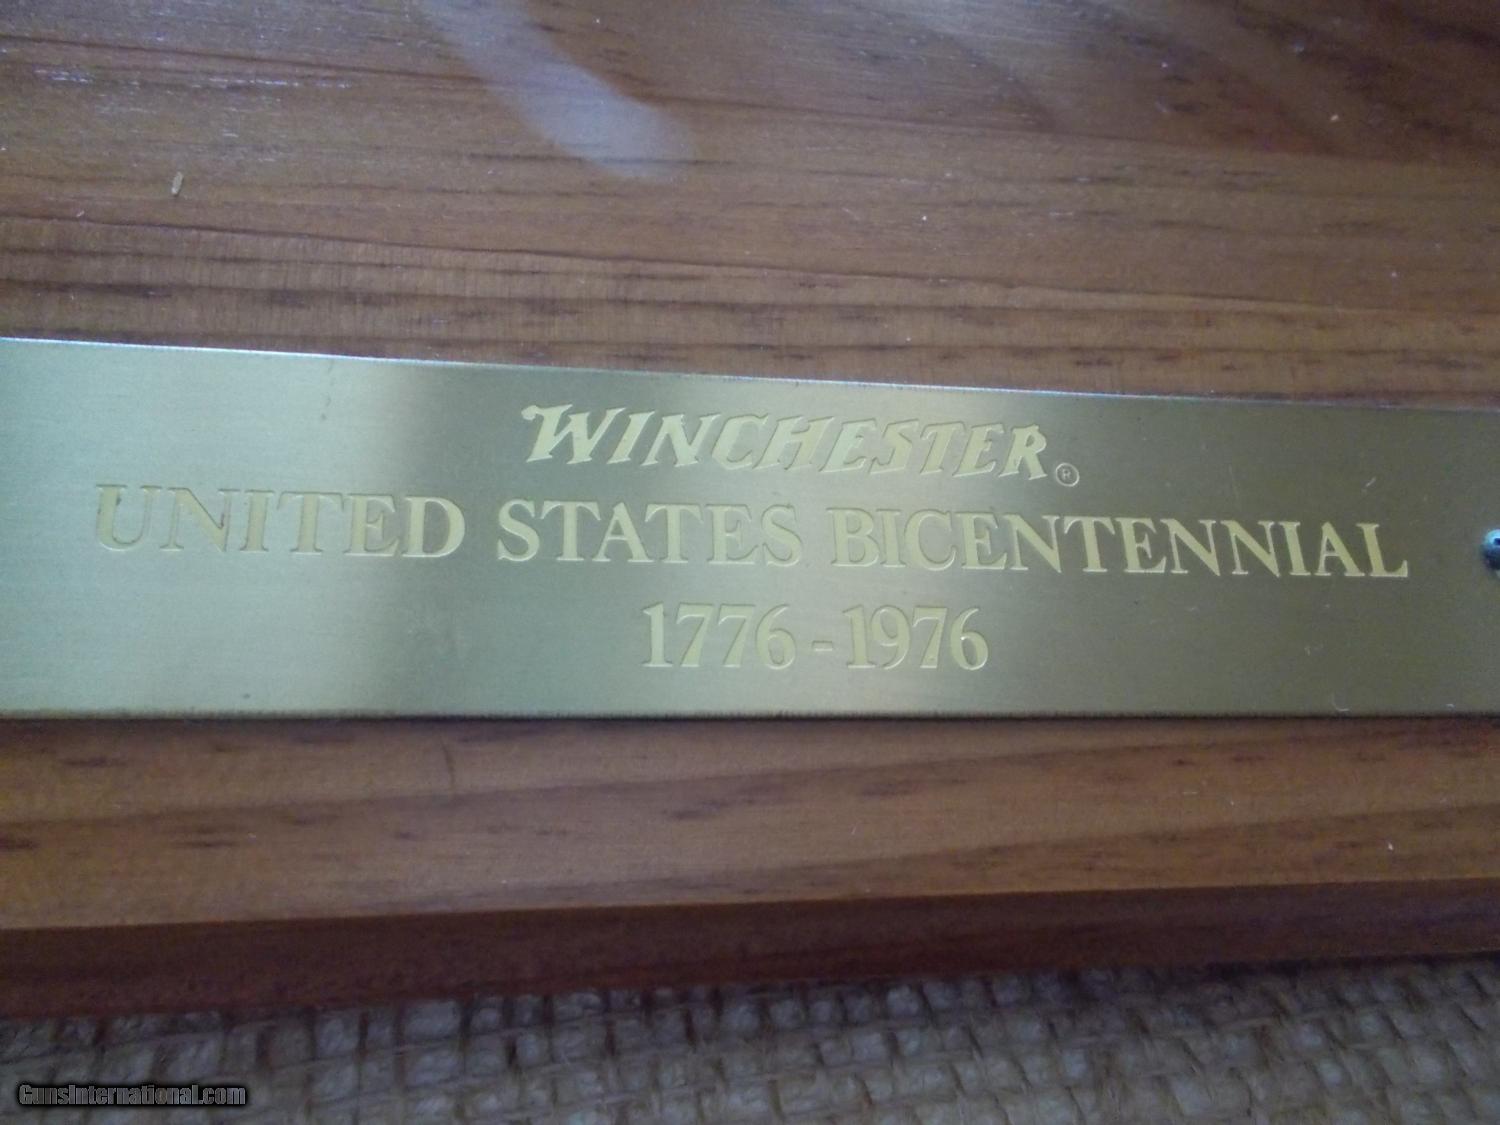 WINCHESTER®
UNITED STATES BICENTENNIAL
1776-1976
GunsInternational.com